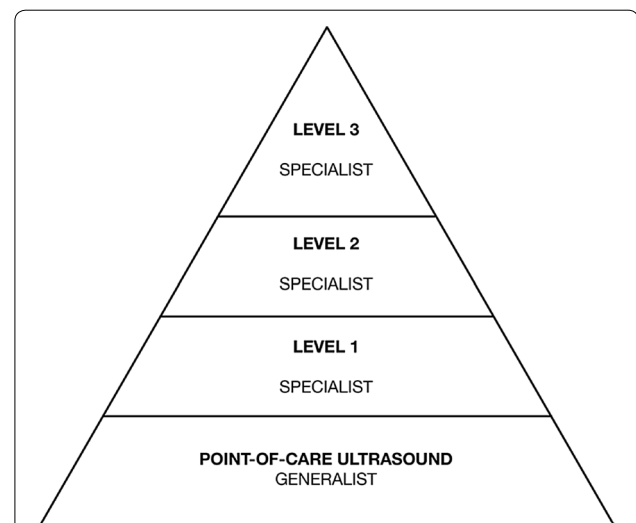 LEVEL 3
SPECIALIST
LEVEL 2
SPECIALIST
LEVEL 1
SPECIALIST
POINT-OF-CARE ULTRASOUND
GENERALIST